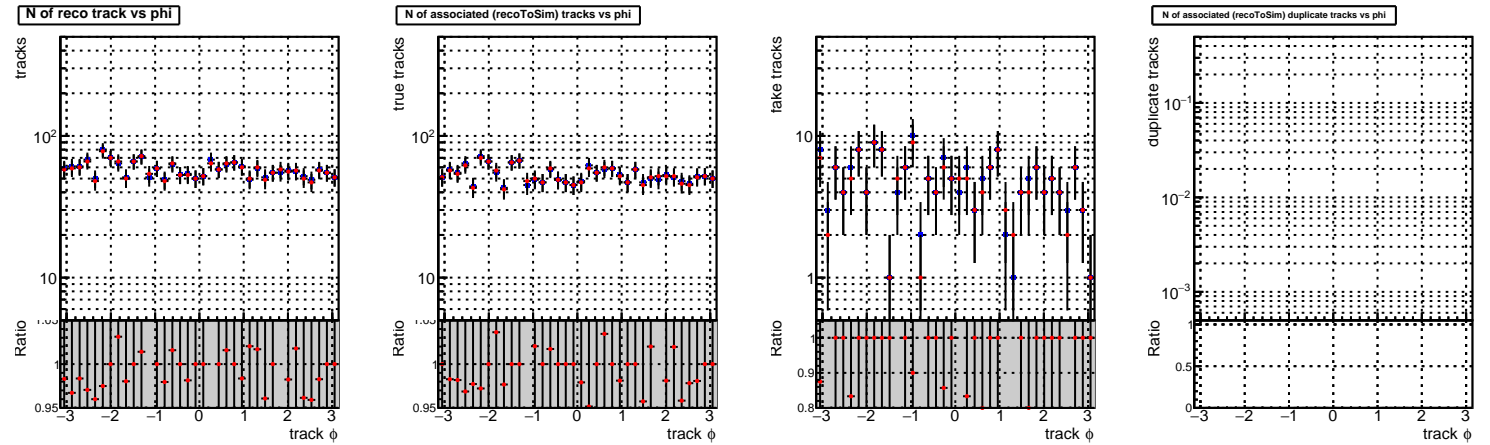 N of reco track vs phi
tracks
10²
10
Ratio
1.05
1
0.95
−3 −2 −1 0 1 2 3
track ϕ
N of associated (recoToSim) tracks vs phi
true tracks
10²
10
Ratio
1.05
1
0.95
−3 −2 −1 0 1 2 3
track ϕ
fake tracks
10
1
Ratio
1
0.9
0.8
−3 −2 −1 0 1 2 3
track ϕ
N of associated (recoToSim) duplicate tracks vs phi
duplicate tracks
10⁻¹
10⁻²
10⁻³
Ratio
1
0.5
0
−3 −2 −1 0 1 2 3
track ϕ